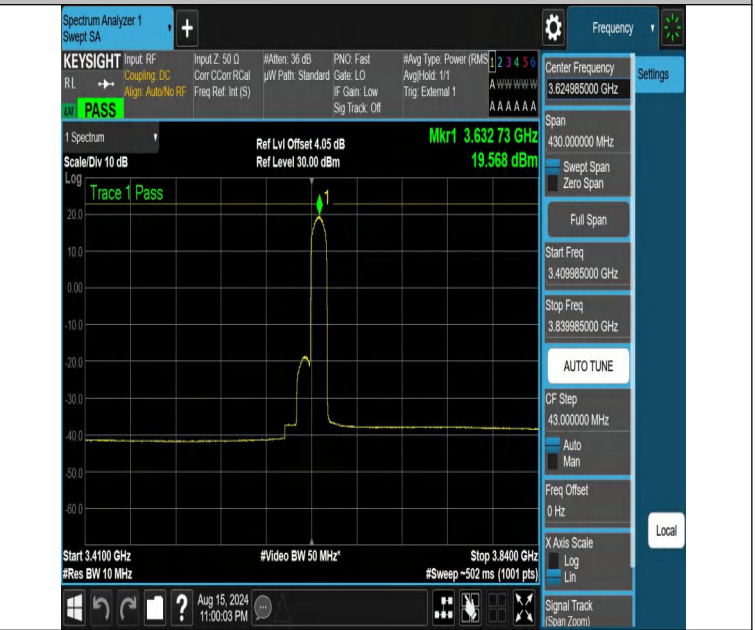 Spectrum Analyzer 1
Swept SA
+
Frequency
KEYSIGHT
RL
PASS
Input: RF
Coupling: DC
Align: Auto/No RF
Input Z: 50 Ω
Corr CCorr RCal
Freq Ref: Int (S)
#Atten: 36 dB
µW Path: Standard
PNO: Fast
Gate: LO
IF Gain: Low
Sig Track: Off
#Avg Type: Power (RMS
Avg|Hold: 1/1
Trig: External 1
1 2 3 4 5 6
A W W W W W
A A A A A A
1 Spectrum
Scale/Div 10 dB
Ref Lvl Offset 4.05 dB
Ref Level 30.00 dBm
Mkr1 3.632 73 GHz
19.568 dBm
Log
Trace 1 Pass
1
20.0
10.0
0.00
-10.0
-20.0
-30.0
-40.0
-50.0
-60.0
Start 3.4100 GHz
#Res BW 10 MHz
#Video BW 50 MHz*
Stop 3.8400 GHz
#Sweep ~502 ms (1001 pts)
Center Frequency
3.624985000 GHz
Settings
Span
430.000000 MHz
Swept Span
Zero Span
Full Span
Start Freq
3.409985000 GHz
Stop Freq
3.839985000 GHz
AUTO TUNE
CF Step
43.000000 MHz
Auto
Man
Freq Offset
0 Hz
X Axis Scale
Log
Lin
Local
Signal Track
(Span Zoom)
?
Aug 15, 2024
11:00:03 PM